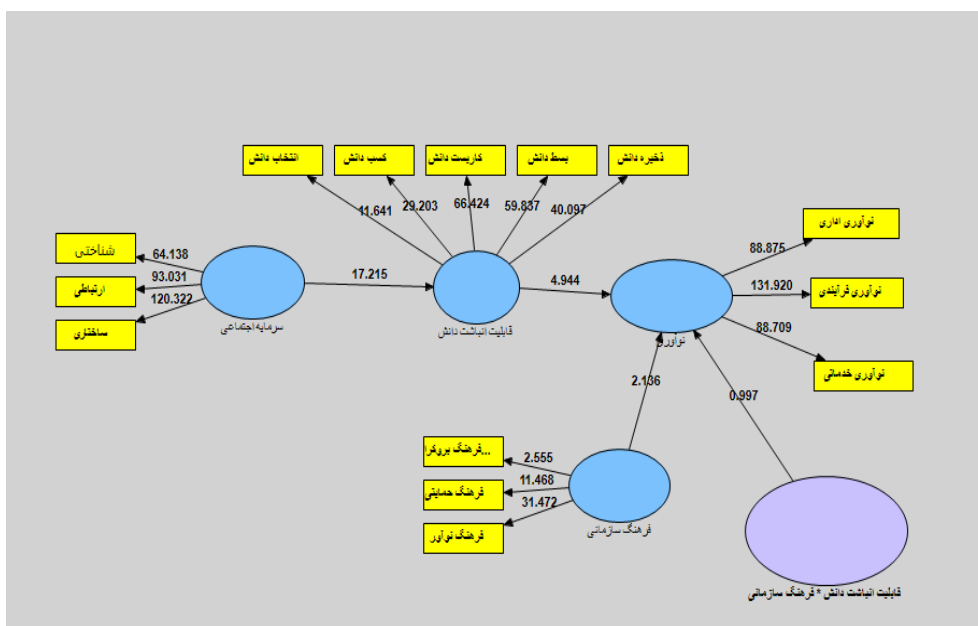 انتخاب دانش
کسب دانش
کاربست دانش
بسط دانش
ذخیره دانش
11.641
29.203
66.424
59.837
40.097
نوآوری اداری
88.875
شناختی
64.138
93.031
ارتباطی
120.322
ساختاری
17.215
4.944
131.920
نوآوری فرآیندی
سرمایه اجتماعی
قابلیت انباشت دانش
نوآوری
88.709
نوآوری خدماتی
2.136
0.997
فرهنگ بروکرا...
2.555
فرهنگ حمایتی
11.468
31.472
فرهنگ نوآور
فرهنگ سازمانی
قابلیت انباشت دانش * فرهنگ سازمانی